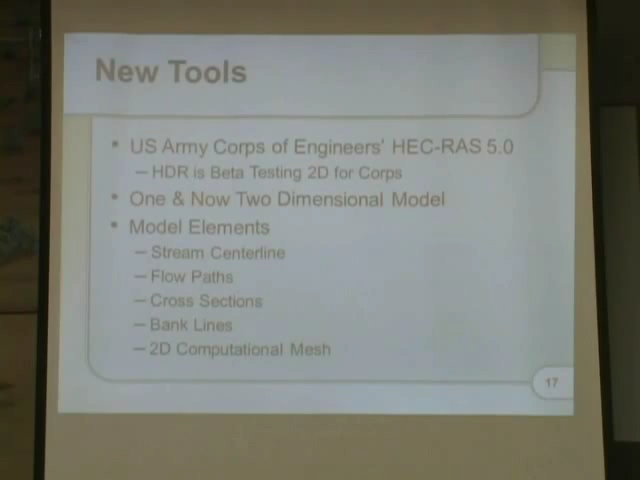 New Tools
• US Army Corps of Engineers' HEC-RAS 5.0
– HDR is Beta Testing 2D for Corps
• One & Now Two Dimensional Model
• Model Elements
– Stream Centerline
– Flow Paths
– Cross Sections
– Bank Lines
– 2D Computational Mesh
17